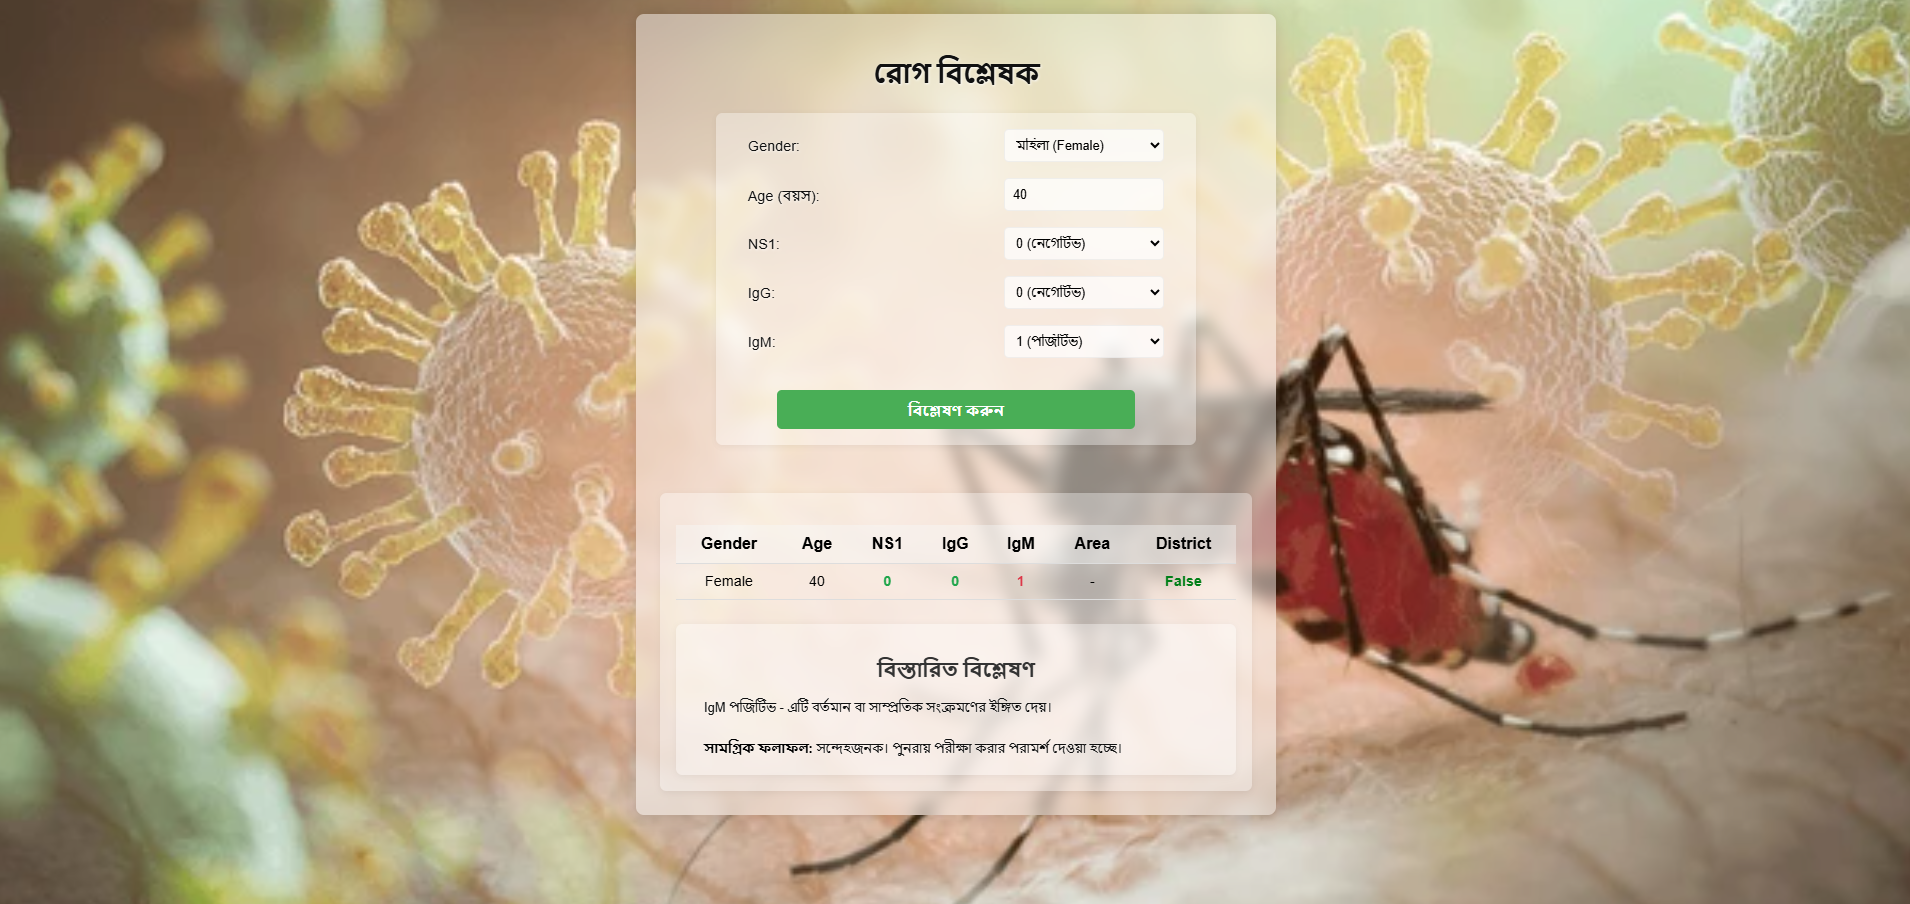 রোগ বিশ্লেষক
Gender: মহিলা (Female)
Age (বয়স): 40
NS1: 0 (নেগেটিভ)
IgG: 0 (নেগেটিভ)
IgM: 1 (পজিটিভ)
বিশ্লেষণ করুন
Gender Age NS1 IgG IgM Area District
Female 40 0 0 1 - False
বিস্তারিত বিশ্লেষণ
IgM পজিটিভ - এটি বর্তমান বা সাম্প্রতিক সংক্রমণের ইঙ্গিত দেয়।
সামগ্রিক ফলাফল: সন্দেহজনক। পুনরায় পরীক্ষা করার পরামর্শ দেওয়া হচ্ছে।